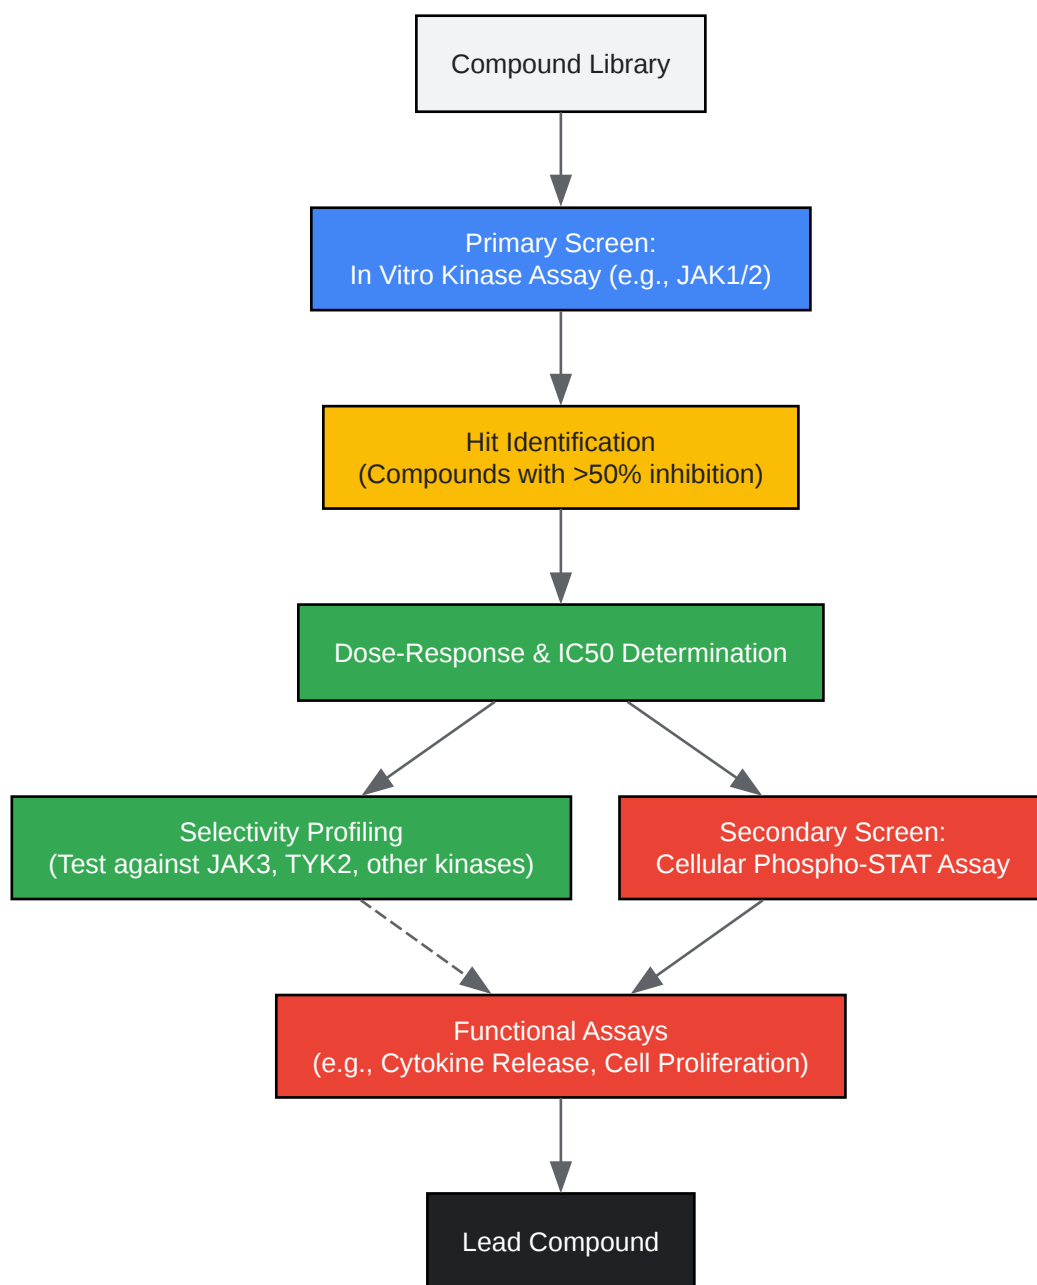 Compound Library
Primary Screen:
In Vitro Kinase Assay (e.g., JAK1/2)
Hit Identification
(Compounds with >50% inhibition)
Dose-Response & IC50 Determination
Selectivity Profiling
(Test against JAK3, TYK2, other kinases)
Secondary Screen:
Cellular Phospho-STAT Assay
Functional Assays
(e.g., Cytokine Release, Cell Proliferation)
Lead Compound